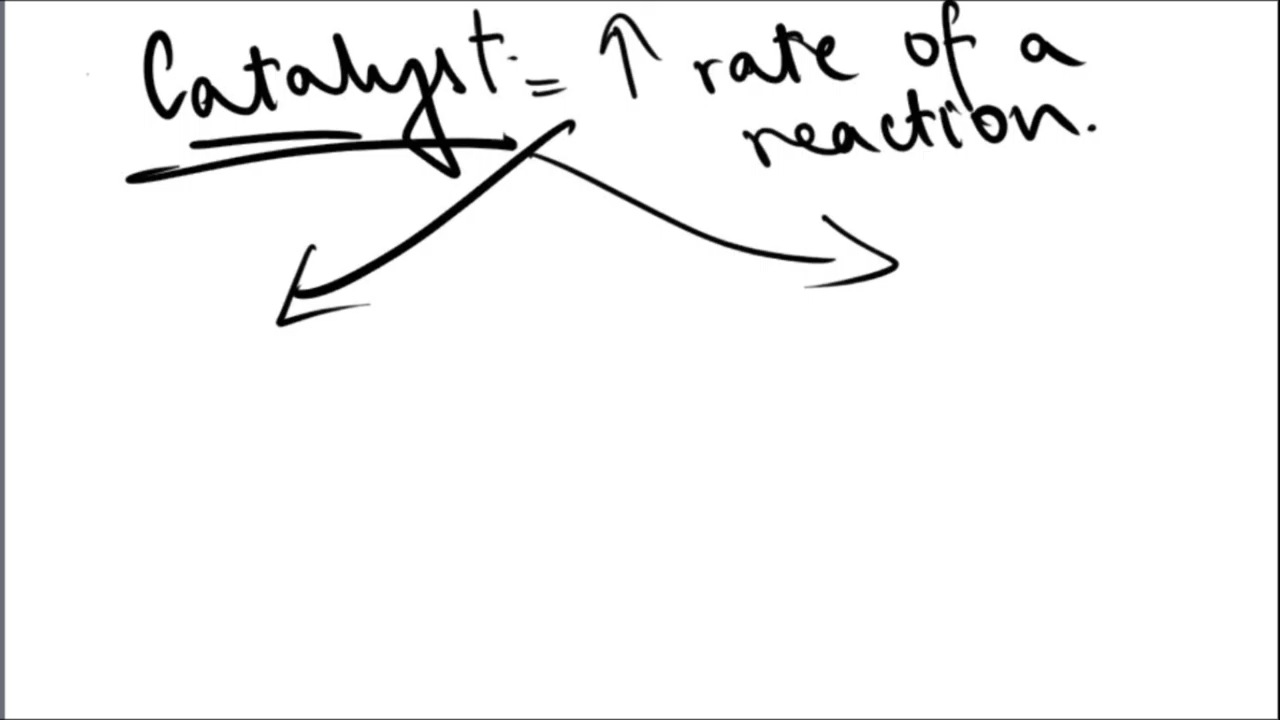 Catalyst = ↑ rate of a
reaction.